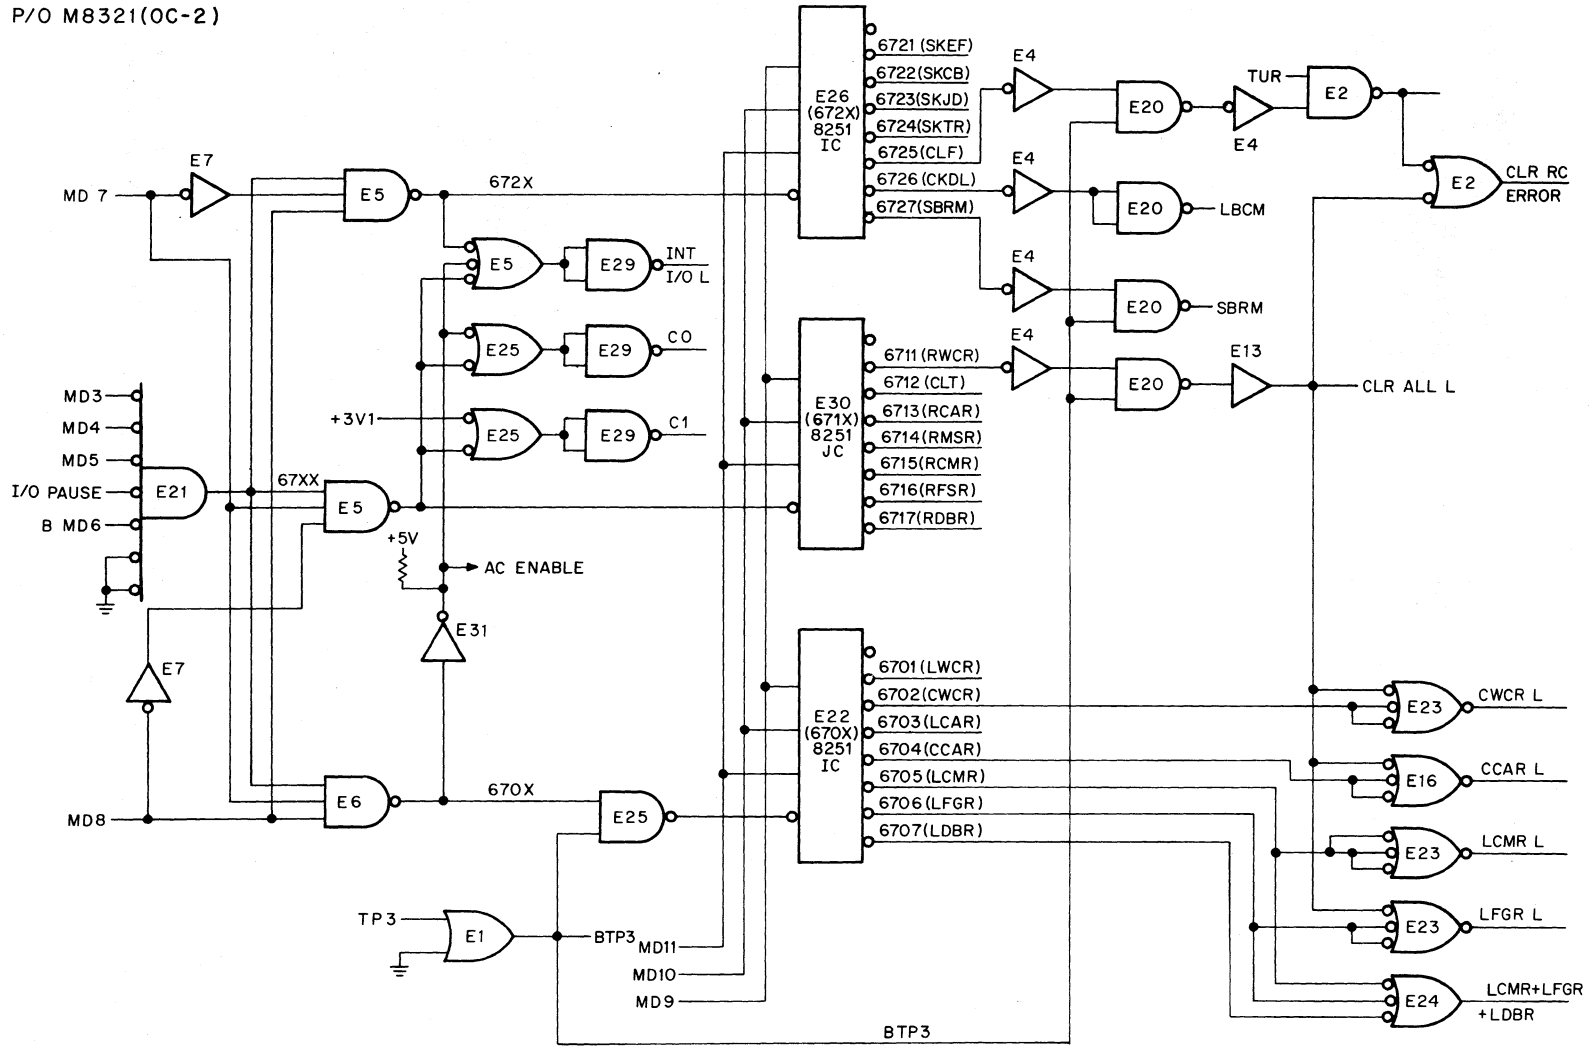 P/O M8321(OC-2)
E26
(672X)
8251
IC
6721 (SKEF)
6722(SKCB)
6723(SKJD)
6724(SKTR)
6725(CLF)
6726(CKDL)
6727(SBRM)
E4
E20
E4
TUR
E2
E2
CLR RC
ERROR
E4
E20
LBCM
E4
E20
SBRM
E4
E20
E13
CLR ALL L
MD 7
E7
E5
672X
E5
E29
INT
I/O L
E25
E29
C0
+3V1
E25
E29
C1
MD3
MD4
MD5
I/O PAUSE
B MD6
E21
67XX
E5
+5V
AC ENABLE
E31
E7
E30
(671X)
8251
JC
6711 (RWCR)
6712 (CLT)
6713(RCAR)
6714(RMSR)
6715(RCMR)
6716(RFSR)
6717(RDBR)
MD8
E6
670X
E25
E22
(670X)
8251
IC
6701 (LWCR)
6702(CWCR)
6703(LCAR)
6704(CCAR)
6705(LCMR)
6706(LFGR)
6707(LDBR)
E23
CWCR L
E16
CCAR L
E23
LCMR L
E23
LFGR L
E24
LCMR+LFGR
+LDBR
TP3
E1
BTP3
MD11
MD10
MD9
BTP3